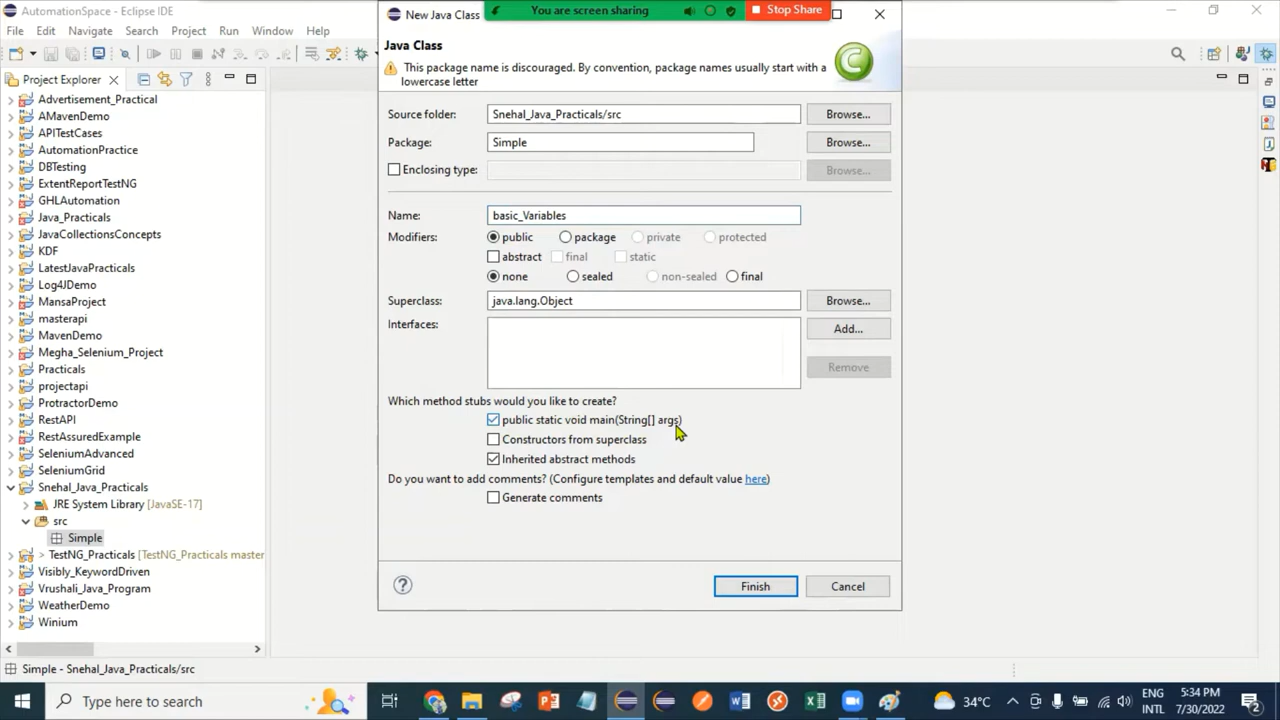 AutomationSpace - Eclipse IDE
New Java Class
You are screen sharing
Stop Share
File Edit Navigate Search Project Run Window Help
Java Class
This package name is discouraged. By convention, package names usually start with a
lowercase letter
Project Explorer
Advertisement_Practical
AMavenDemo
APITestCases
AutomationPractice
DBTesting
ExtentReportTestNG
GHLAutomation
Java_Practicals
JavaCollectionsConcepts
KDF
LatestJavaPracticals
Log4JDemo
MansaProject
masterapi
MavenDemo
Megha_Selenium_Project
Practicals
projectapi
ProtractorDemo
RestAPI
RestAssuredExample
SeleniumAdvanced
SeleniumGrid
Snehal_Java_Practicals
JRE System Library [JavaSE-17]
src
Simple
> TestNG_Practicals [TestNG_Practicals master
Visibly_KeywordDriven
Vrushali_Java_Program
WeatherDemo
Winium
Source folder: Snehal_Java_Practicals/src Browse...
Package: Simple Browse...
Enclosing type: Browse...
Name: basic_Variables
Modifiers: public package private protected
abstract final static
none sealed non-sealed final
Superclass: java.lang.Object Browse...
Interfaces: Add...
Remove
Which method stubs would you like to create?
public static void main(String[] args)
Constructors from superclass
Inherited abstract methods
Do you want to add comments? (Configure templates and default value here)
Generate comments
? Finish Cancel
Simple - Snehal_Java_Practicals/src
Type here to search
34°C
ENG
INTL
5:34 PM
7/30/2022
2